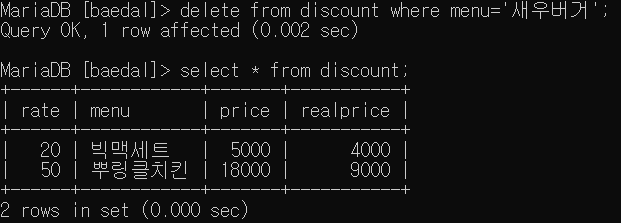 MariaDB [baedal]> delete from discount where menu='새우버거';
Query OK, 1 row affected (0.002 sec)
MariaDB [baedal]> select * from discount;
+------+------------+-------+-----------+
| rate | menu       | price | realprice |
+------+------------+-------+-----------+
|   20 | 빅맥세트   |  5000 |      4000 |
|   50 | 뿌링클치킨 | 18000 |      9000 |
+------+------------+-------+-----------+
2 rows in set (0.000 sec)